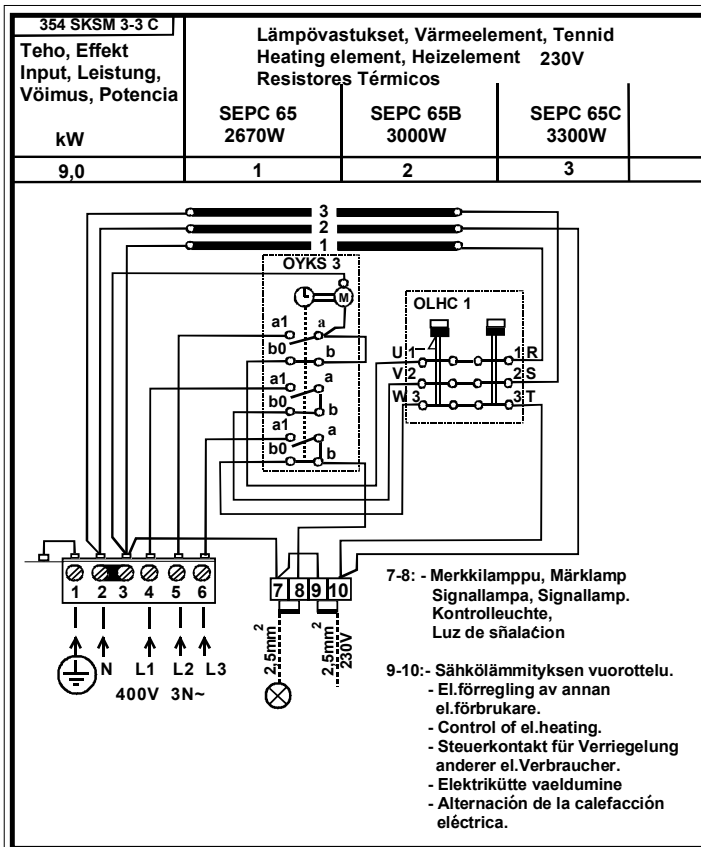 354 SKSM 3-3 C
Teho, Effekt
Input, Leistung,
Vöimus, Potencia
kW
Lämpövastukset, Värmeelement, Tennid
Heating element, Heizelement 230V
Resistores Térmicos
SEPC 65
2670W
SEPC 65B
3000W
SEPC 65C
3300W
9,0
1
2
3
3
2
1
OYKS 3
M
a1 a
b0 b
a1 a
b0 b
a1 a
b0 b
OLHC 1
U 1 1 R
V 2 2 S
W 3 3 T
1 2 3 4 5 6
N L1 L2 L3
400V 3N~
7 8 9 10
2,5mm²
2,5mm²
230V
7-8: - Merkkilamppu, Märklamp
Signallampa, Signallamp.
Kontrolleuchte,
Luz de sñalaćion
9-10:- Sähkölämmityksen vuorottelu.
- El.förregling av annan
el.förbrukare.
- Control of el.heating.
- Steuerkontakt für Verriegelung
anderer el.Verbraucher.
- Elektrikütte vaeldumine
- Alternación de la calefacción
eléctrica.